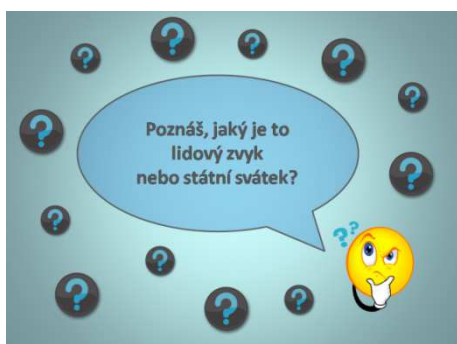 Poznáš, jaký je to
lidový zvyk
nebo státní svátek?